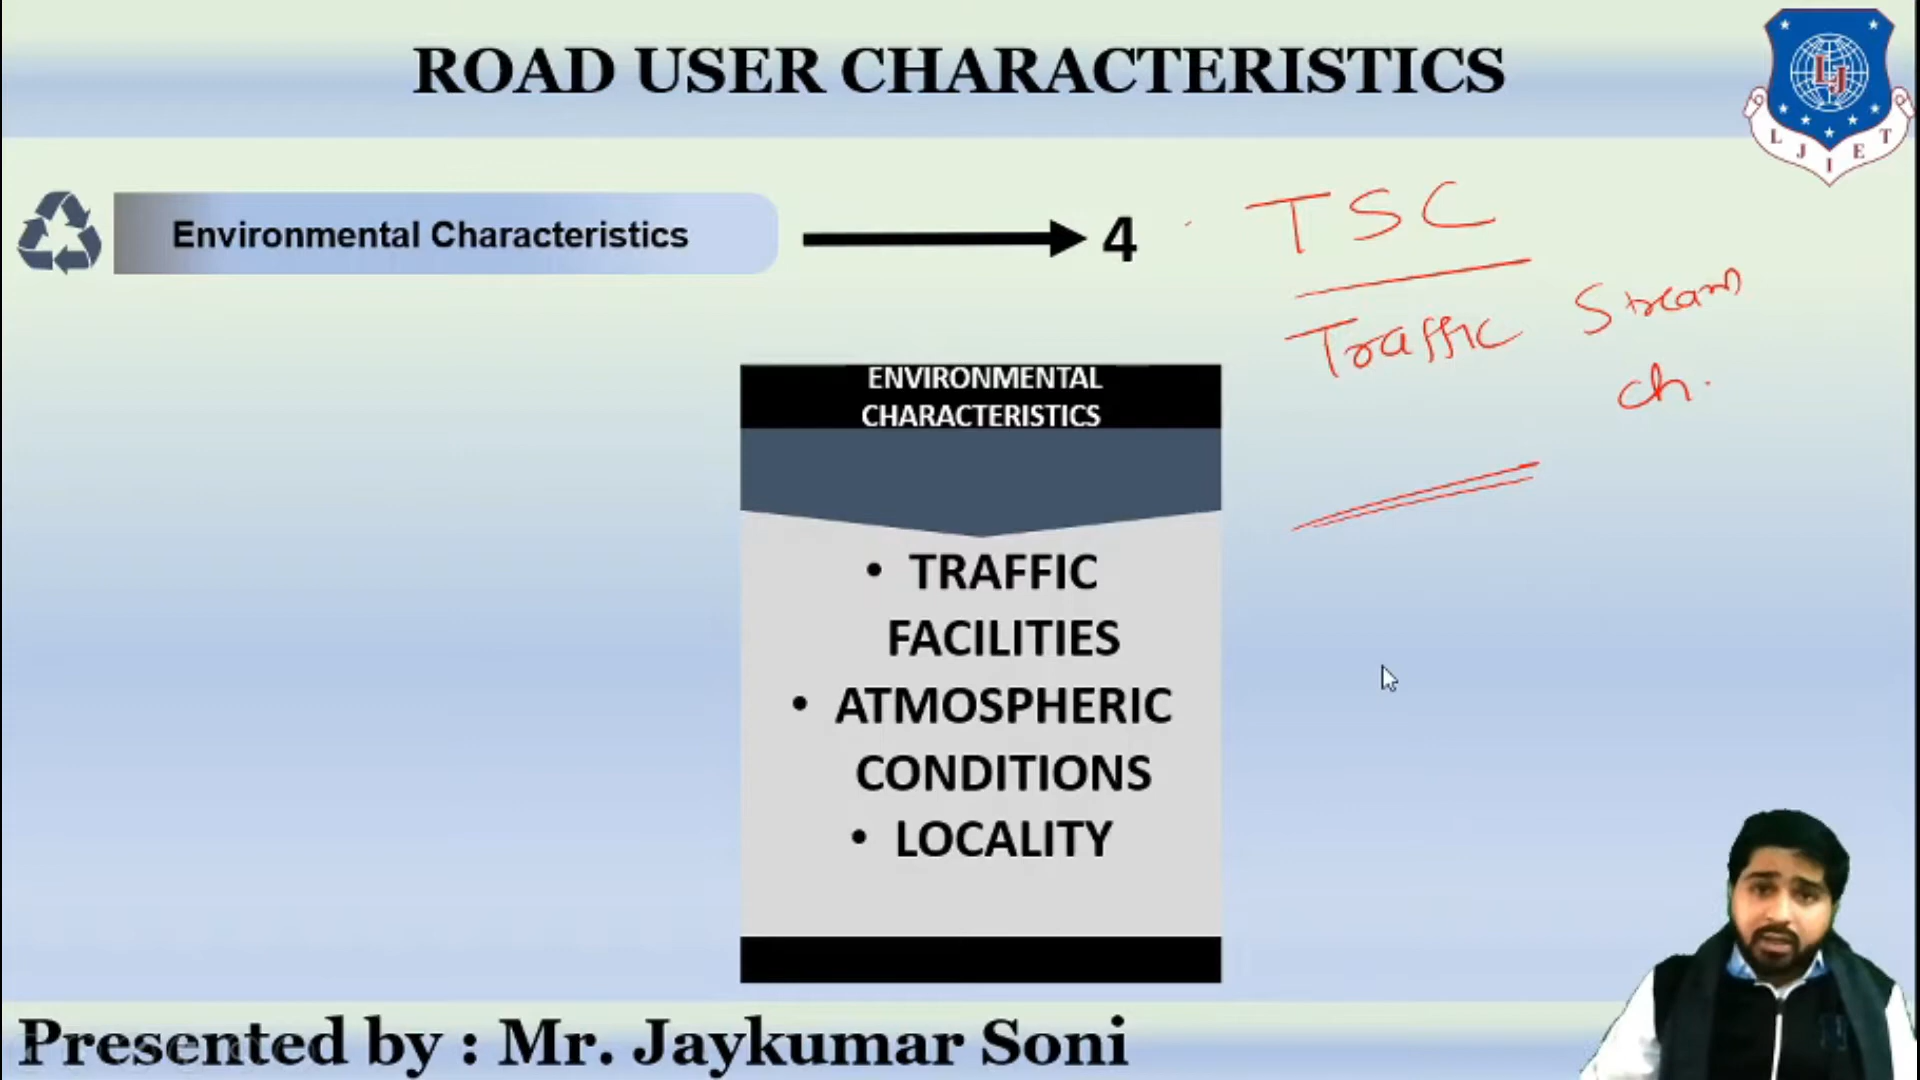 ROAD USER CHARACTERISTICS
LJ
L J I E T
Environmental Characteristics
4
TSC
Traffic Stream
ch.
ENVIRONMENTAL
CHARACTERISTICS
• TRAFFIC
FACILITIES
• ATMOSPHERIC
CONDITIONS
• LOCALITY
Presented by : Mr. Jaykumar Soni